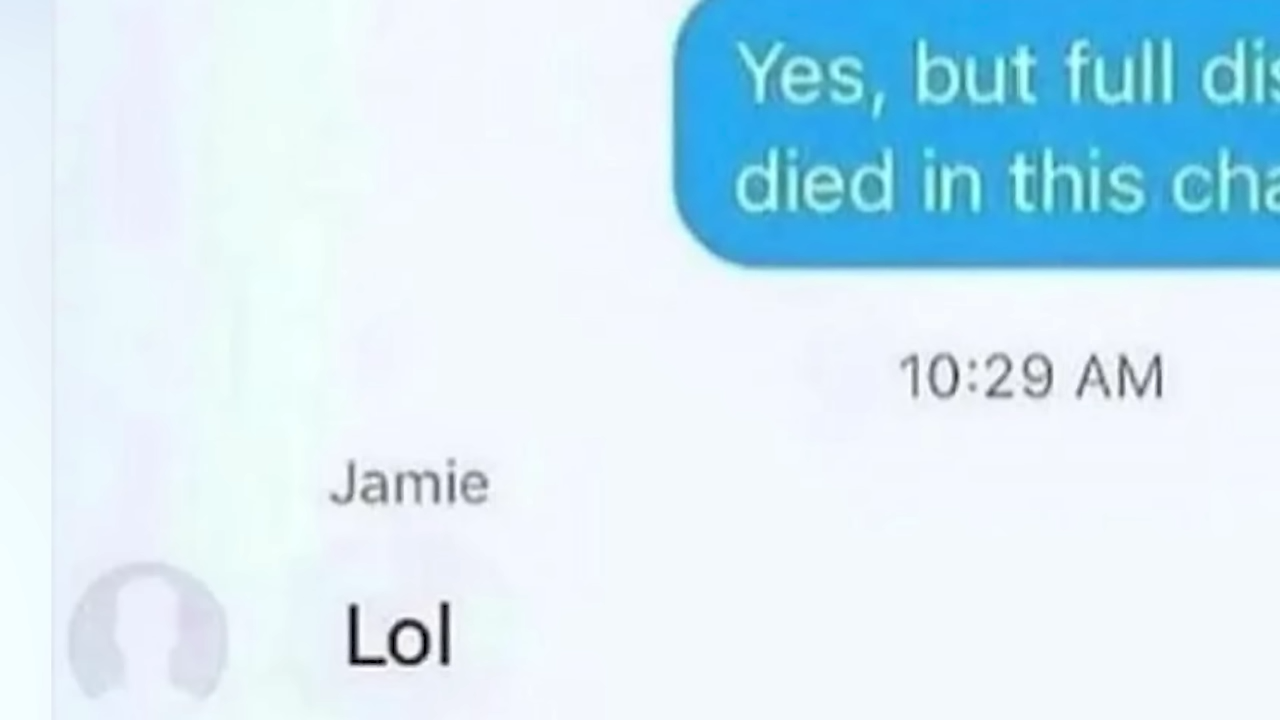 Yes, but full dis
died in this cha
10:29 AM
Jamie
Lol